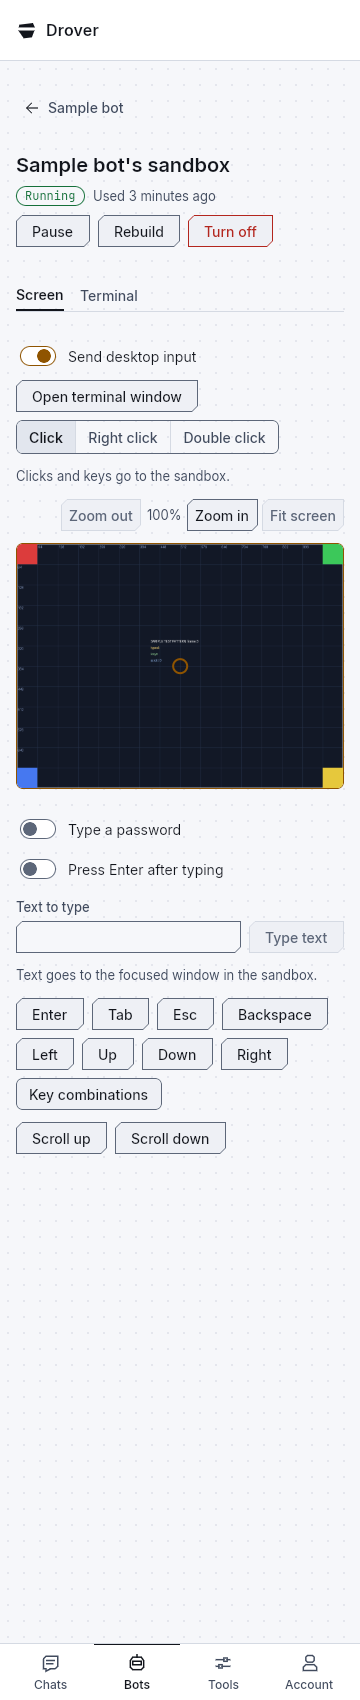 Drover
Sample bot
Sample bot's sandbox
Running Used 3 minutes ago
Pause Rebuild Turn off
Screen Terminal
Send desktop input
Open terminal window
Click Right click Double click
Clicks and keys go to the sandbox.
Zoom out 100% Zoom in Fit screen
Type a password
Press Enter after typing
Text to type
Type text
Text goes to the focused window in the sandbox.
Enter Tab Esc Backspace
Left Up Down Right
Key combinations
Scroll up Scroll down
Chats Bots Tools Account